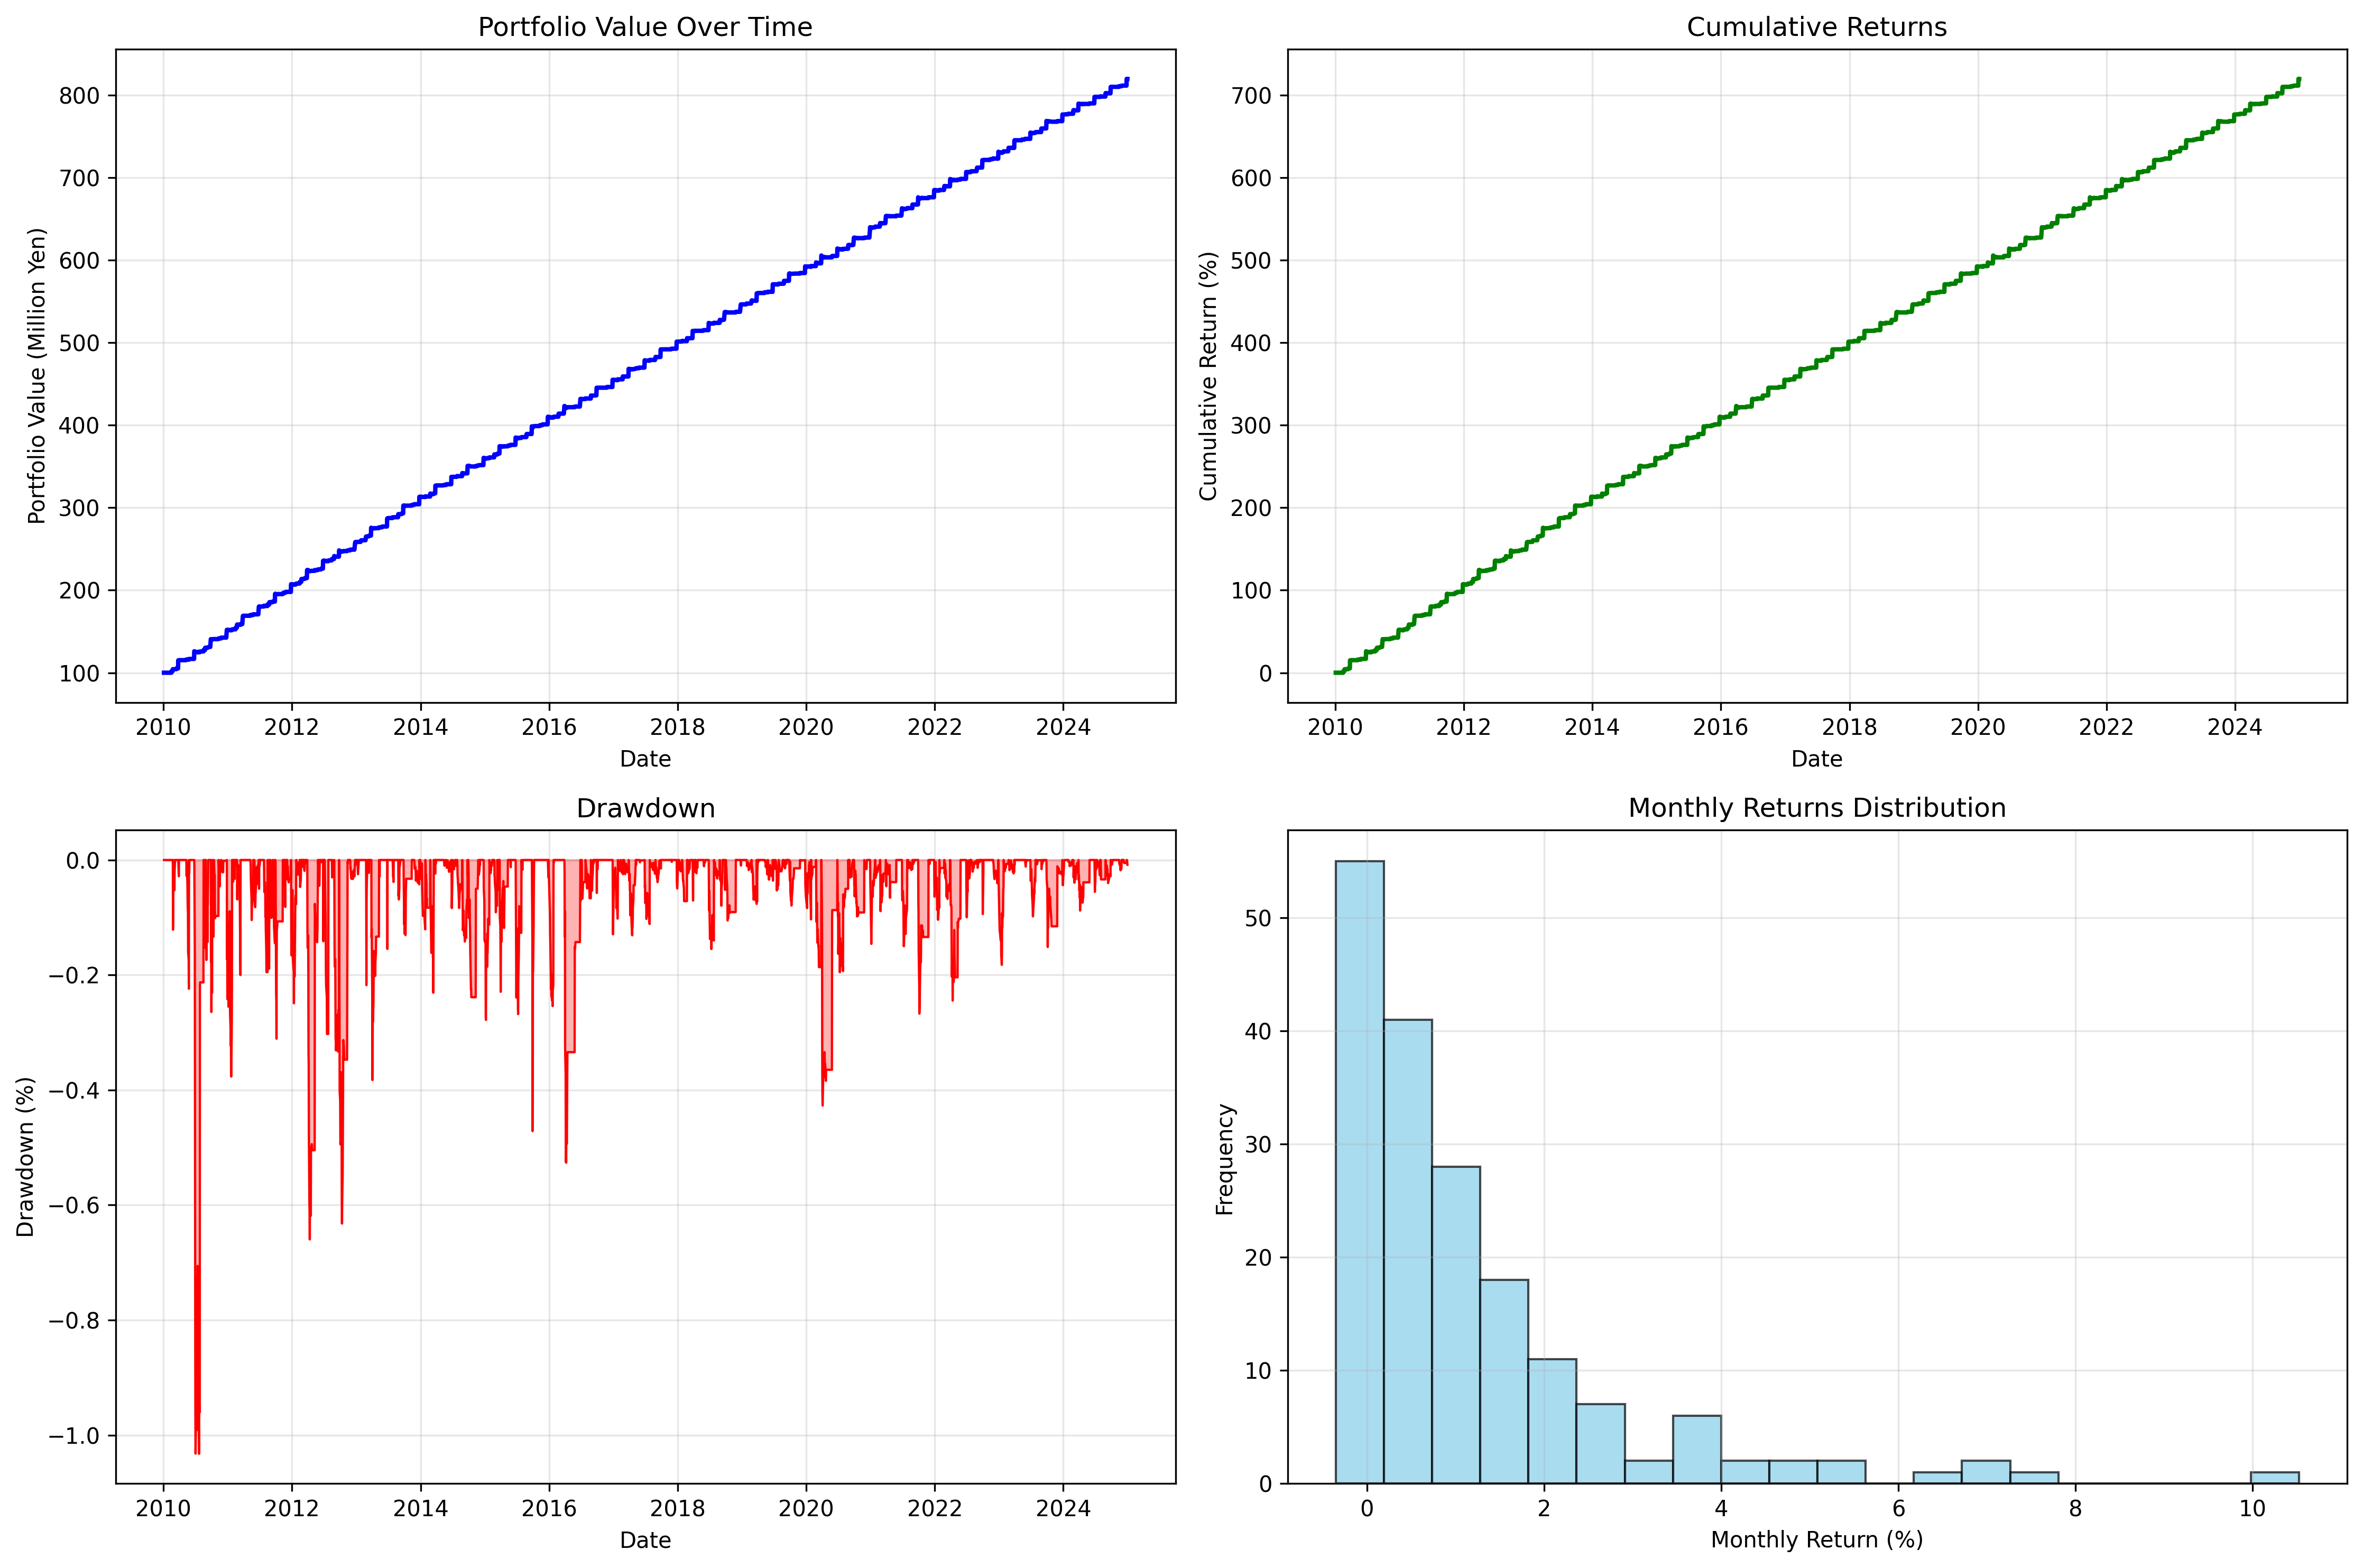 Portfolio Value Over Time
Portfolio Value (Million Yen)
800
700
600
500
400
300
200
100
2010 2012 2014 2016 2018 2020 2022 2024
Date
Cumulative Returns
Cumulative Return (%)
700
600
500
400
300
200
100
0
2010 2012 2014 2016 2018 2020 2022 2024
Date
Drawdown
Drawdown (%)
0.0
−0.2
−0.4
−0.6
−0.8
−1.0
2010 2012 2014 2016 2018 2020 2022 2024
Date
Monthly Returns Distribution
Frequency
50
40
30
20
10
0
0 2 4 6 8 10
Monthly Return (%)